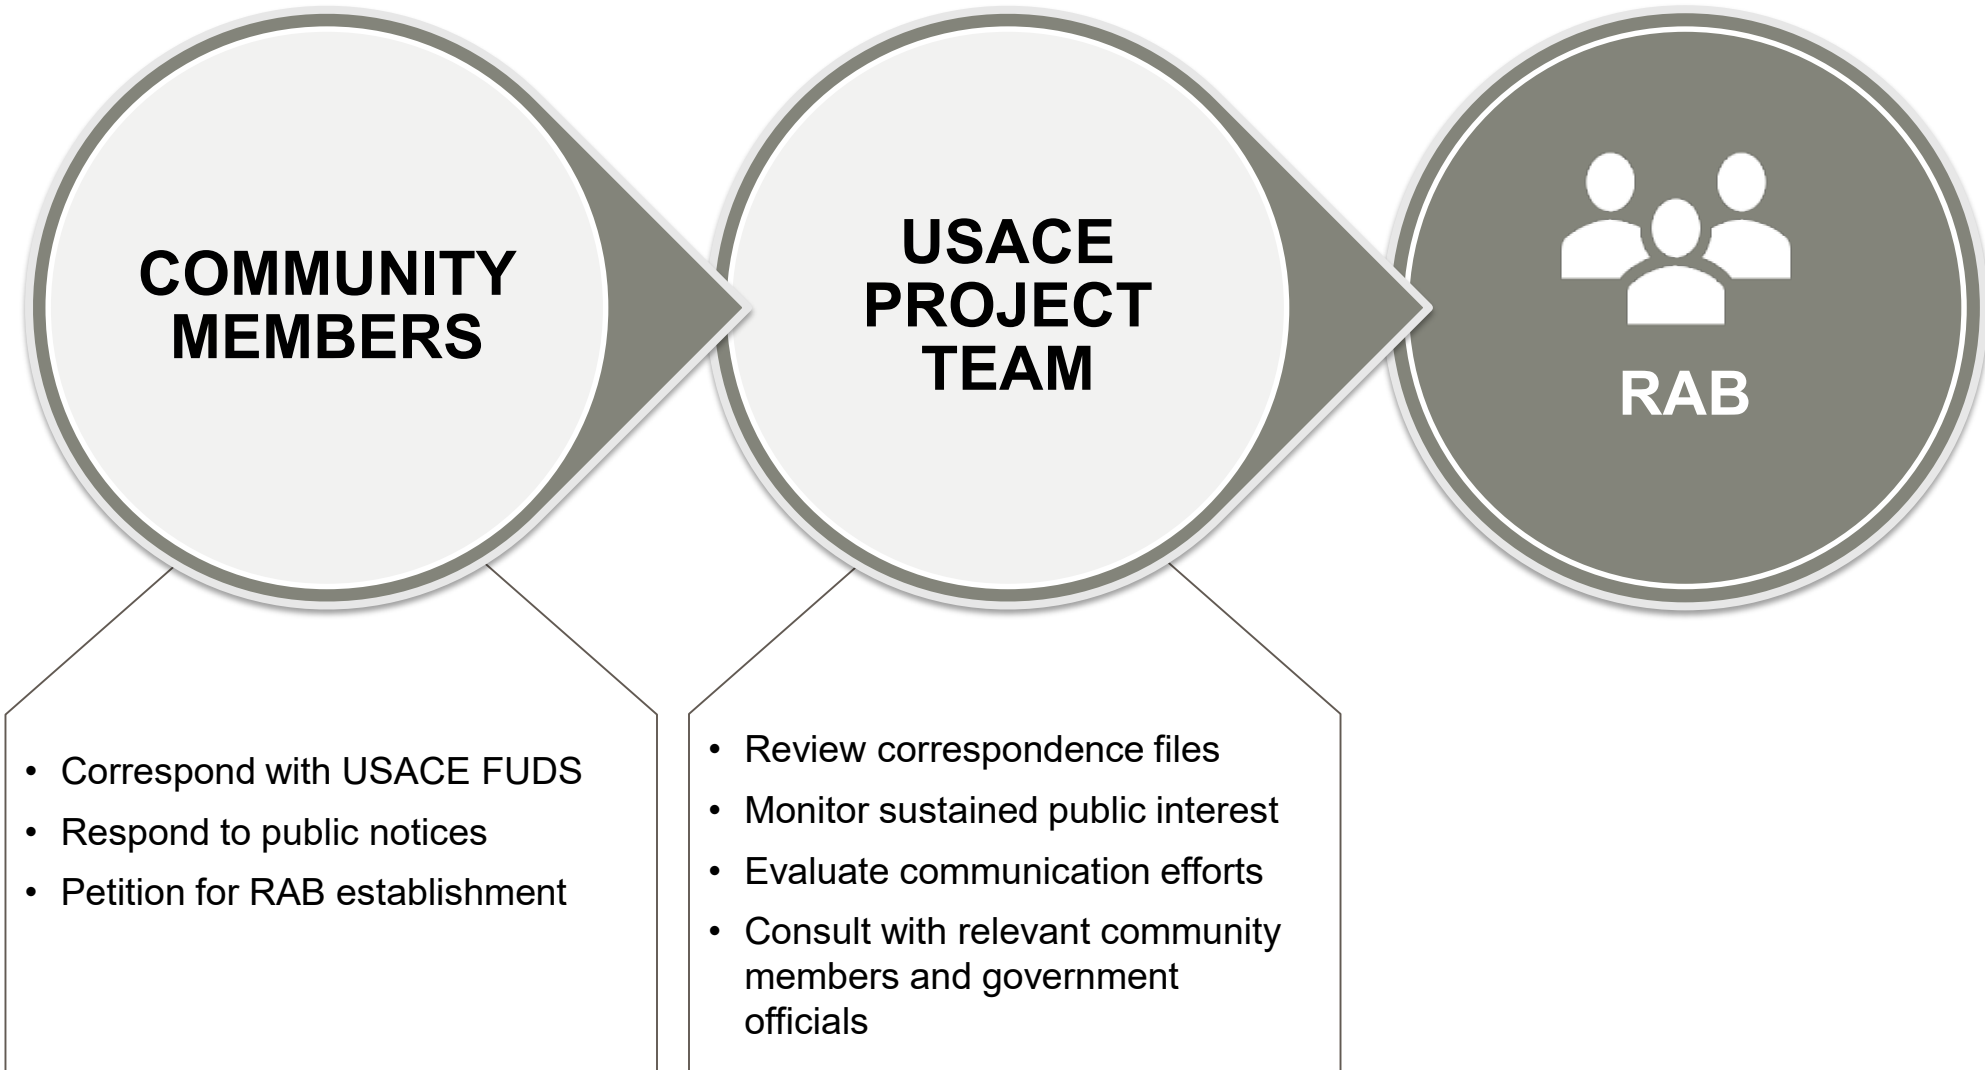 COMMUNITY
MEMBERS
USACE
PROJECT
TEAM
RAB
• Correspond with USACE FUDS
• Respond to public notices
• Petition for RAB establishment
• Review correspondence files
• Monitor sustained public interest
• Evaluate communication efforts
• Consult with relevant community
members and government
officials